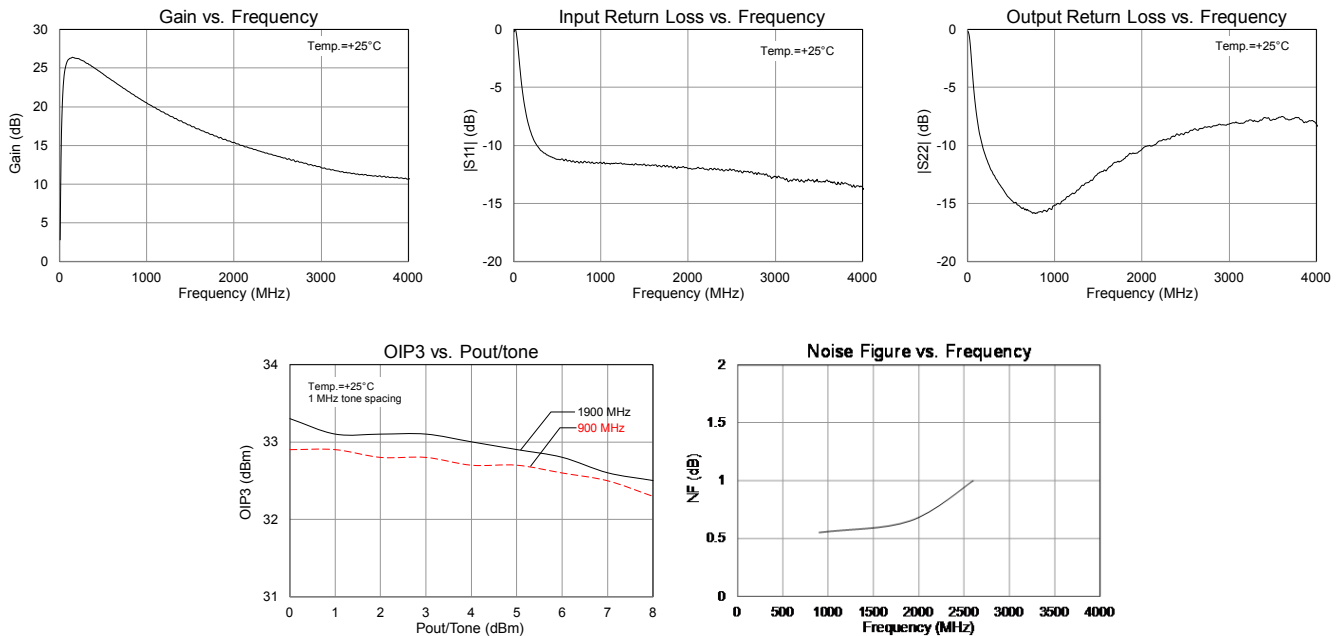 Gain vs. Frequency
Gain (dB)
30
25
20
15
10
5
0
Temp.=+25°C
0 1000 2000 3000 4000
Frequency (MHz)
Input Return Loss vs. Frequency
|S11| (dB)
0
-5
-10
-15
-20
Temp.=+25°C
0 1000 2000 3000 4000
Frequency (MHz)
Output Return Loss vs. Frequency
|S22| (dB)
0
-5
-10
-15
-20
Temp.=+25°C
0 1000 2000 3000 4000
Frequency (MHz)
OIP3 vs. Pout/tone
OIP3 (dBm)
34
33
32
31
Temp.=+25°C
1 MHz tone spacing
1900 MHz
900 MHz
0 1 2 3 4 5 6 7 8
Pout/Tone (dBm)
Noise Figure vs. Frequency
NF (dB)
2
1.5
1
0.5
0
0 500 1000 1500 2000 2500 3000 3500 4000
Frequency (MHz)